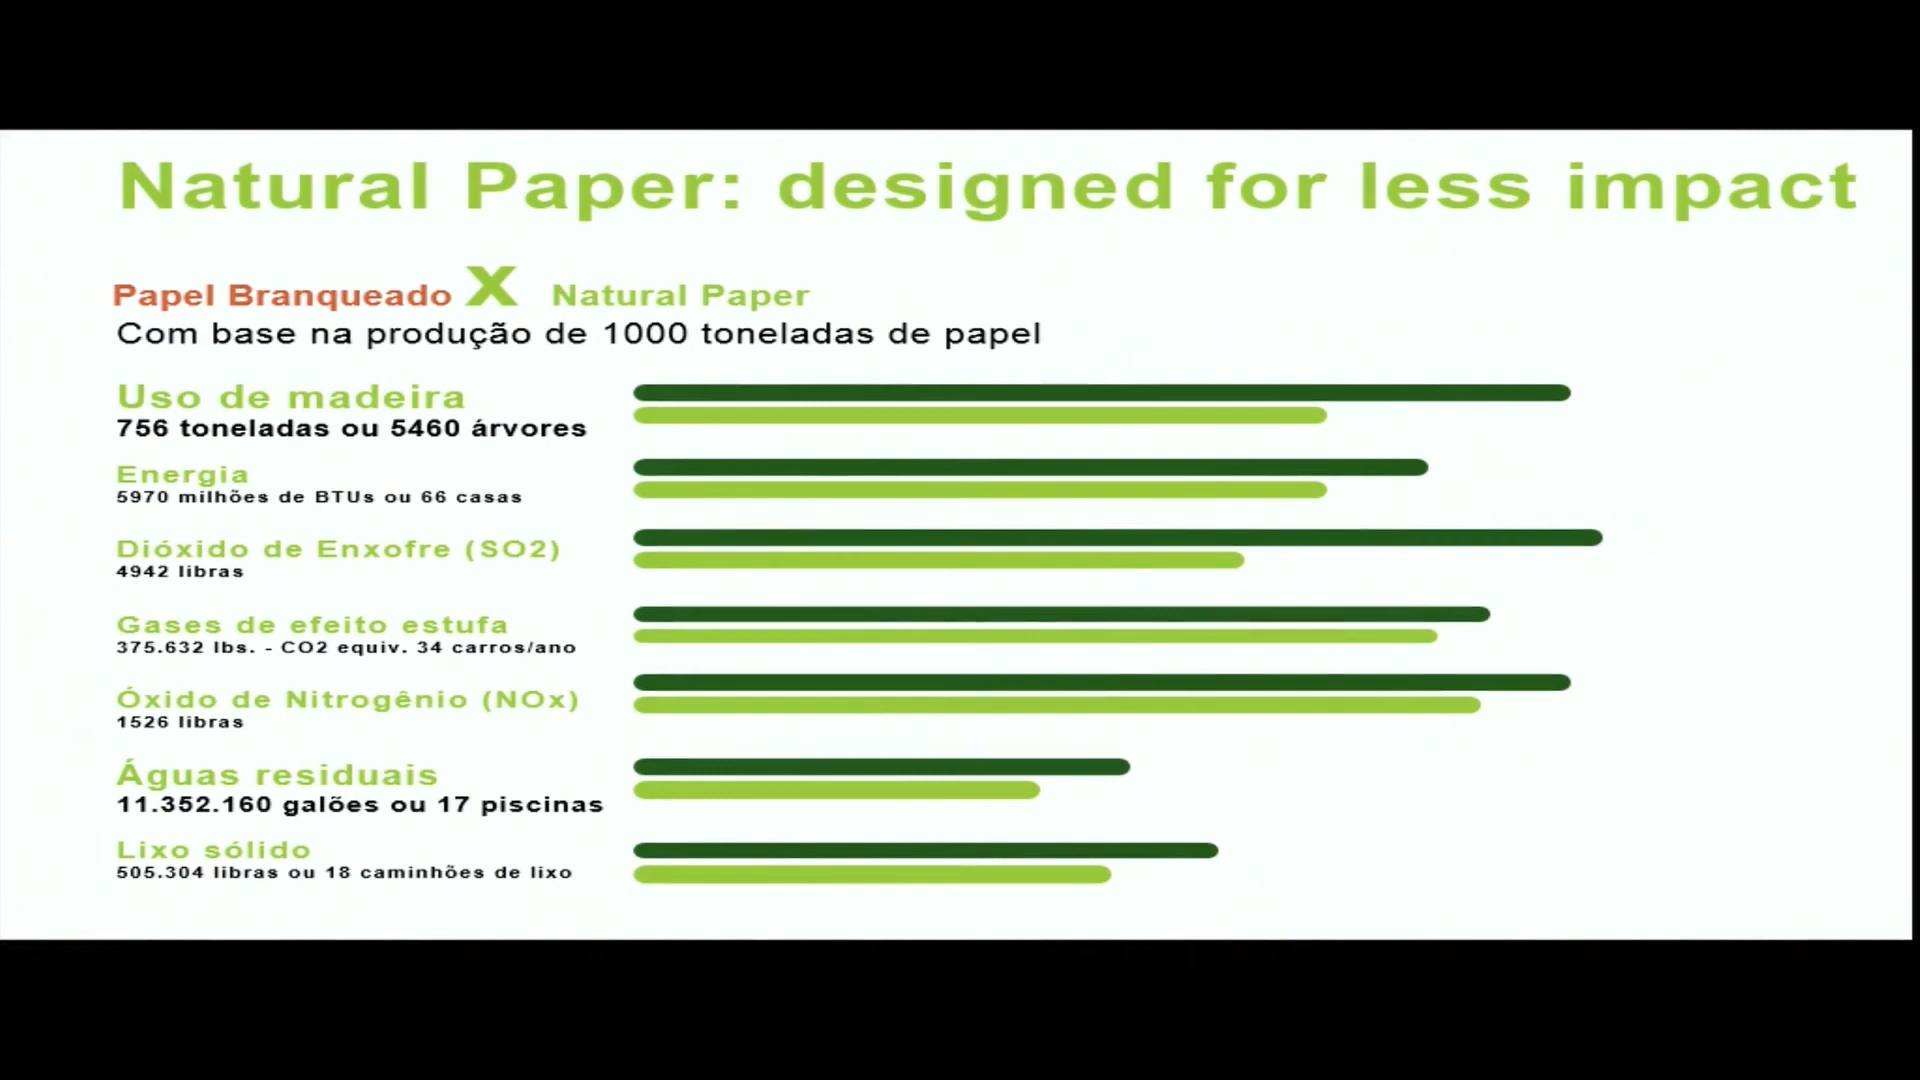 Natural Paper: designed for less impact
Papel Branqueado X Natural Paper
Com base na produção de 1000 toneladas de papel
Uso de madeira
756 toneladas ou 5460 árvores
Energia
5970 milhões de BTUs ou 66 casas
Dióxido de Enxofre (SO2)
4942 libras
Gases de efeito estufa
375.632 lbs. - CO2 equiv. 34 carros/ano
Óxido de Nitrogênio (NOx)
1526 libras
Águas residuais
11.352.160 galões ou 17 piscinas
Lixo sólido
505.304 libras ou 18 caminhões de lixo